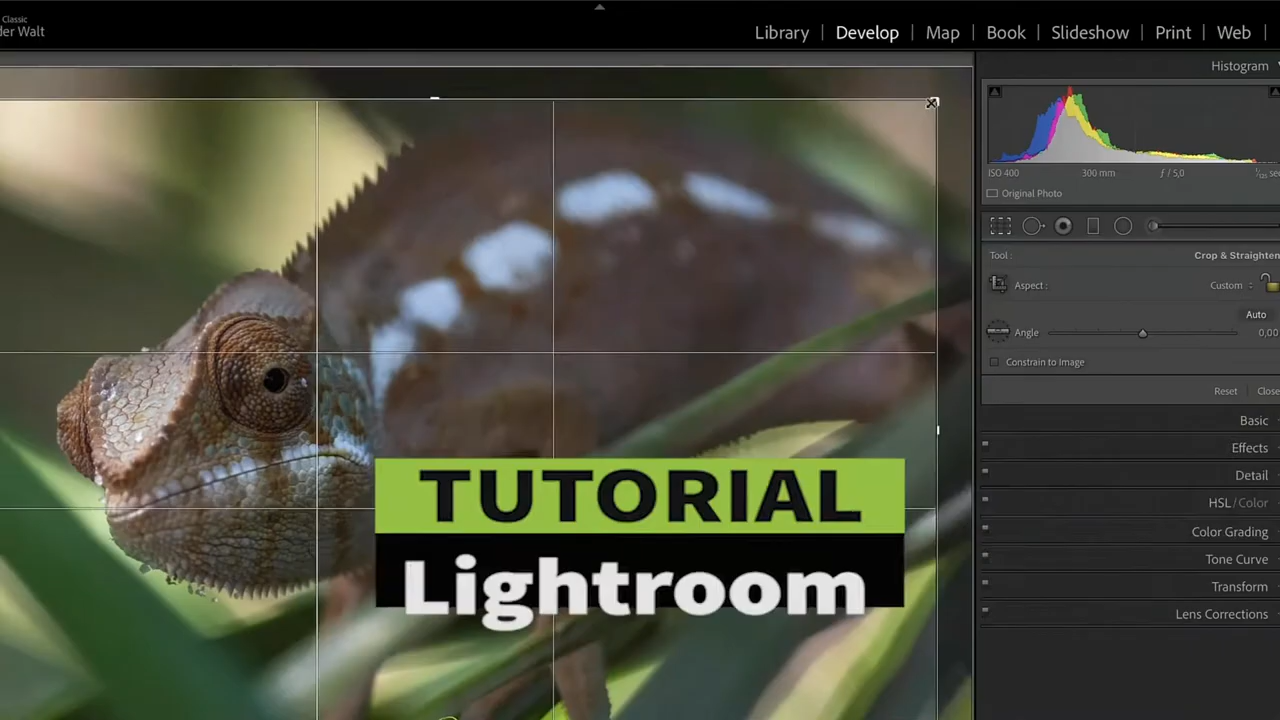 Classic
der Walt
Library | Develop | Map | Book | Slideshow | Print | Web |
Histogram
ISO 400 300 mm ƒ / 5,0
Original Photo
Tool : Crop & Straighten
Aspect : Custom
Auto
Angle 0,00
Constrain to Image
Reset Close
Basic
Effects
Detail
HSL / Color
Color Grading
Tone Curve
Transform
Lens Corrections
TUTORIAL
Lightroom